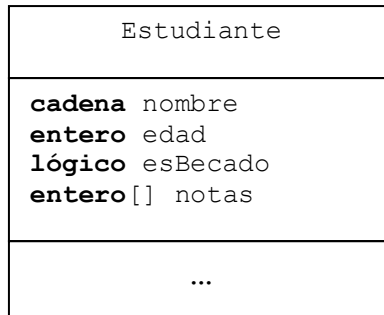 Estudiante
cadena nombre
entero edad
lógico esBecado
entero[] notas
...